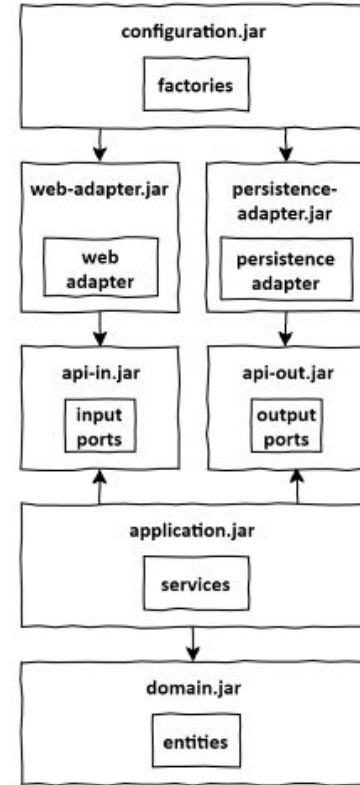 configuration.jar
factories
web-adapter.jar
web
adapter
persistence-
adapter.jar
persistence
adapter
api-in.jar
input
ports
api-out.jar
output
ports
application.jar
services
domain.jar
entities